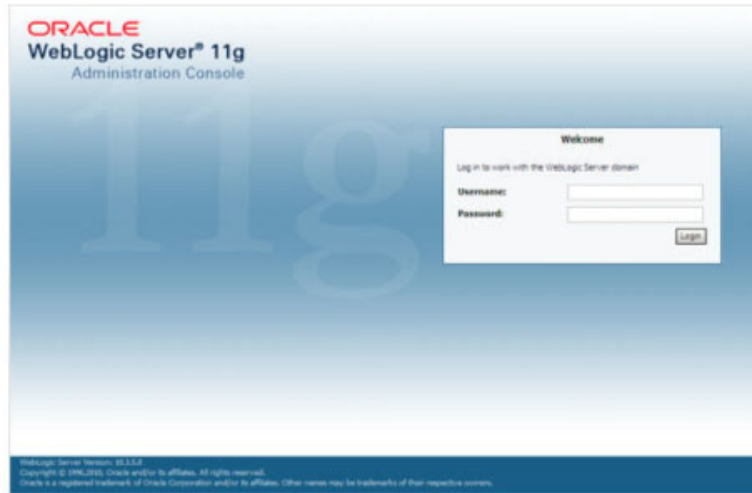 ORACLE
WebLogic Server® 11g
Administration Console
11g
Welcome
Log in to work with the WebLogic Server domain
Username:
Password:
Login
WebLogic Server Version: 10.3.5.0
Copyright © 1996,2010, Oracle and/or its affiliates. All rights reserved.
Oracle is a registered trademark of Oracle Corporation and/or its affiliates. Other names may be trademarks of their respective owners.